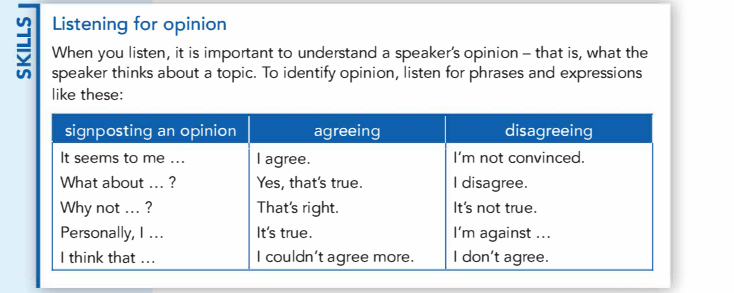 SKILLS
Listening for opinion
When you listen, it is important to understand a speaker's opinion – that is, what the
speaker thinks about a topic. To identify opinion, listen for phrases and expressions
like these:
signposting an opinion agreeing disagreeing
It seems to me … I agree. I'm not convinced.
What about … ? Yes, that's true. I disagree.
Why not … ? That's right. It's not true.
Personally, I … It's true. I'm against …
I think that … I couldn't agree more. I don't agree.